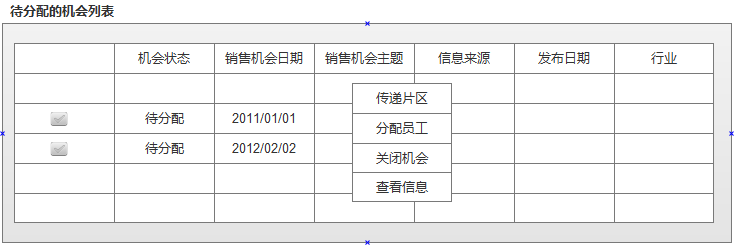 待分配的机会列表
机会状态 销售机会日期 销售机会主题 信息来源 发布日期 行业
传递片区
待分配 2011/01/01
分配员工
待分配 2012/02/02
关闭机会
查看信息